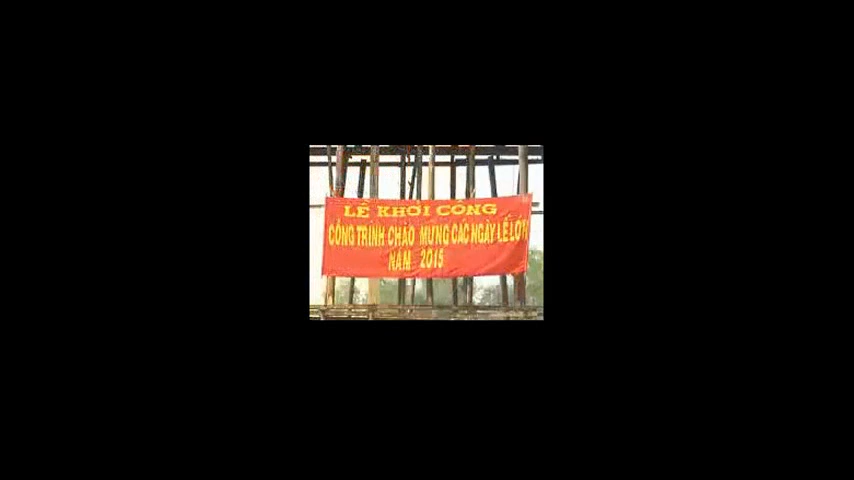 LỄ KHỞI CÔNG
CÔNG TRÌNH CHÀO MỪNG CÁC NGÀY LỄ LỚN
NĂM 2015